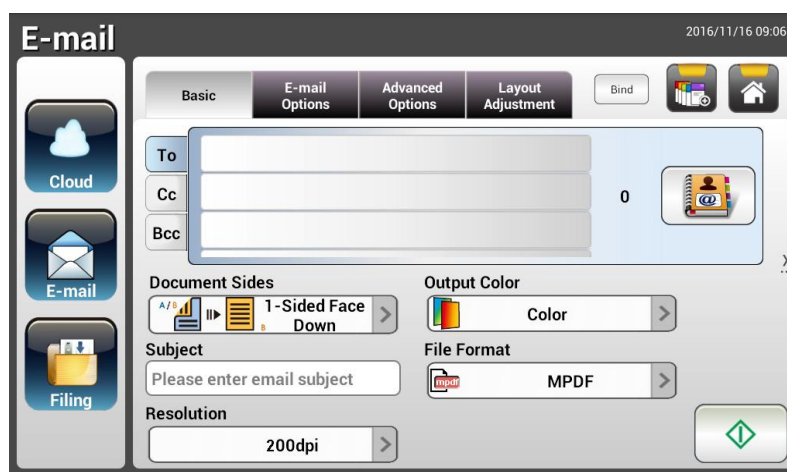 E-mail
2016/11/16 09:06
Cloud
E-mail
Filing
Basic
E-mail
Options
Advanced
Options
Layout
Adjustment
Bind
To
Cc
Bcc
0
@
Document Sides
A/B
B
1-Sided Face
Down
Output Color
Color
Subject
Please enter email subject
File Format
mpdf
MPDF
Resolution
200dpi